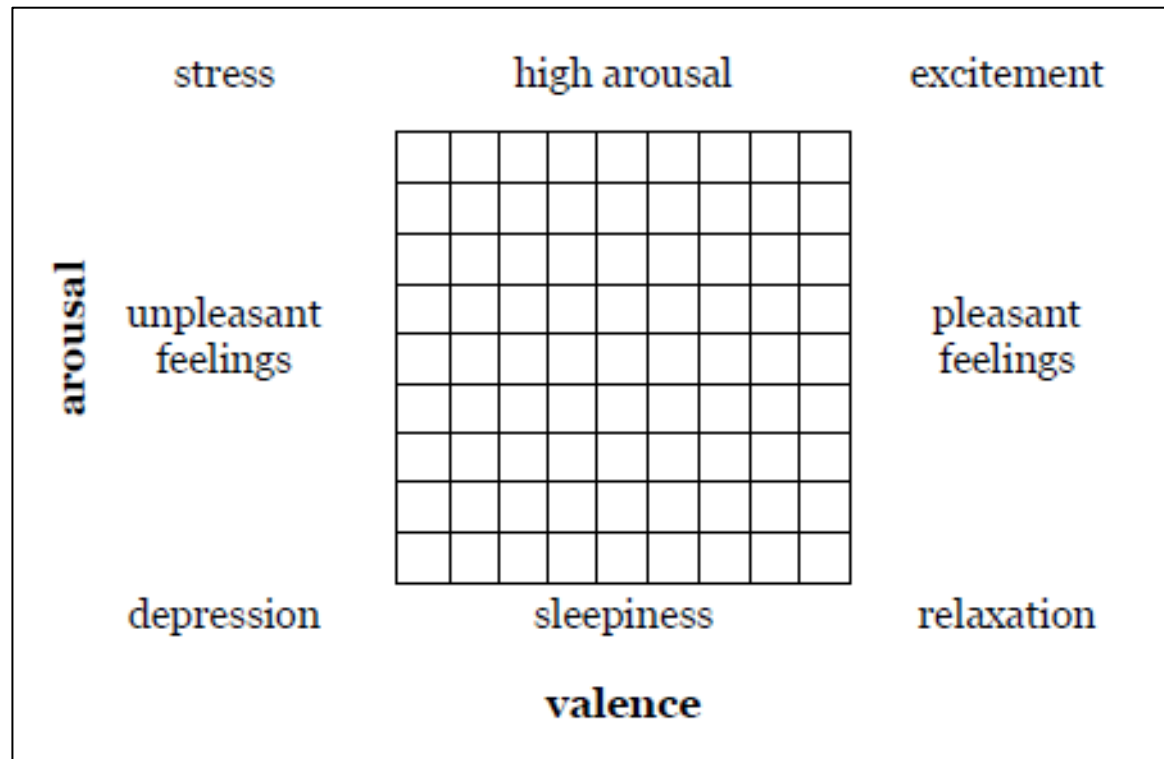 stress
high arousal
excitement
arousal
unpleasant
feelings
pleasant
feelings
depression
sleepiness
relaxation
valence